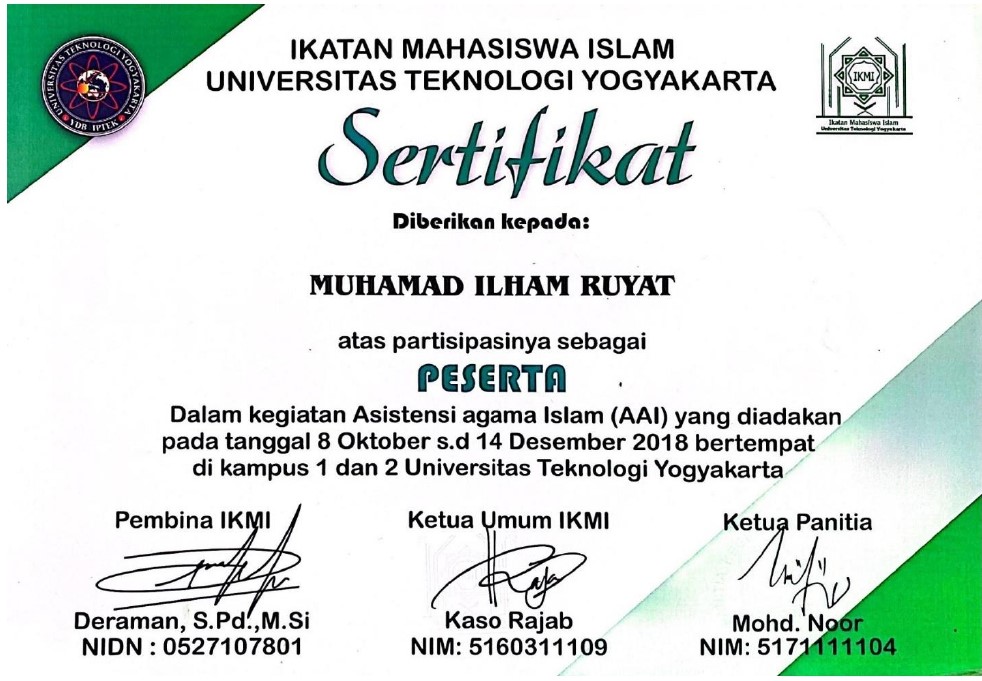 IKATAN MAHASISWA ISLAM
UNIVERSITAS TEKNOLOGI YOGYAKARTA
UNIVERSITAS TEKNOLOGI YOGYAKARTA
YDB IPTEK
IKMI
Ikatan Mahasiswa Islam
Universitas Teknologi Yogyakarta
Sertifikat
Diberikan kepada:
MUHAMAD ILHAM RUYAT
atas partisipasinya sebagai
PESERTA
Dalam kegiatan Asistensi agama Islam (AAI) yang diadakan
pada tanggal 8 Oktober s.d 14 Desember 2018 bertempat
di kampus 1 dan 2 Universitas Teknologi Yogyakarta
Pembina IKMI
Deraman, S.Pd.,M.Si
NIDN : 0527107801
Ketua Umum IKMI
Kaso Rajab
NIM: 5160311109
Ketua Panitia
Mohd. Noor
NIM: 5171111104